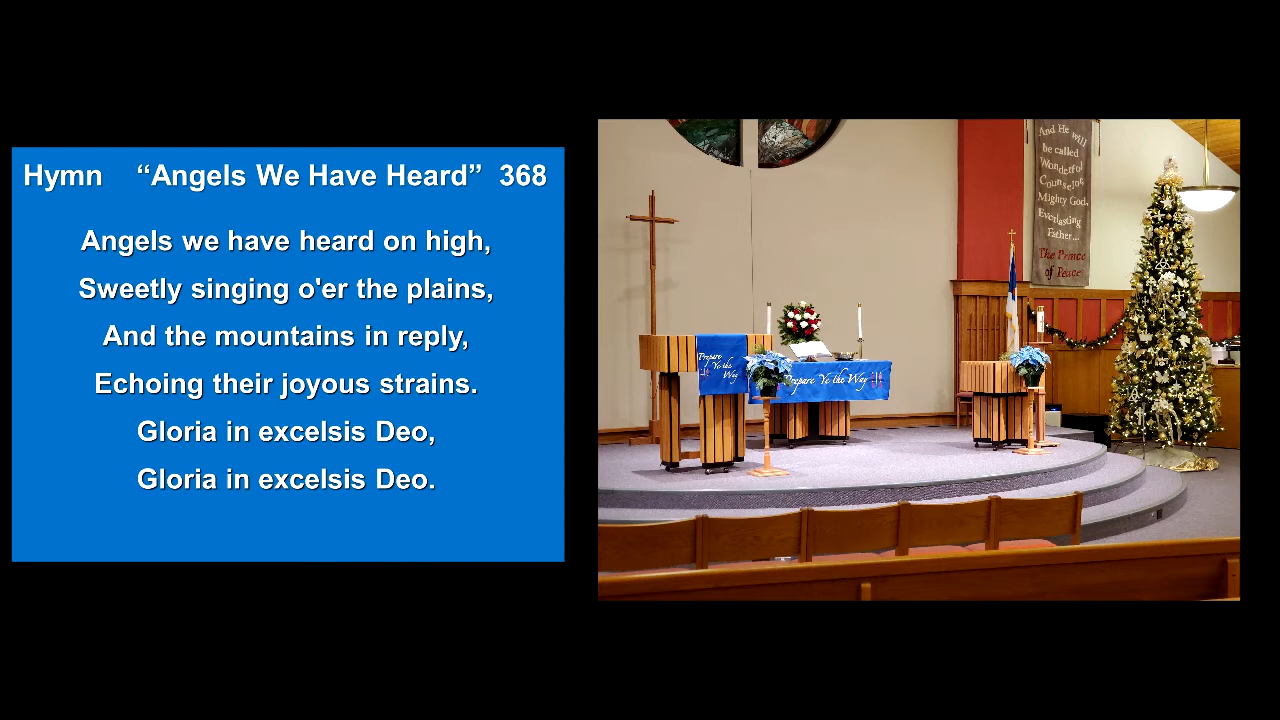 Hymn “Angels We Have Heard” 368
Angels we have heard on high,
Sweetly singing o'er the plains,
And the mountains in reply,
Echoing their joyous strains.
Gloria in excelsis Deo,
Gloria in excelsis Deo.
And He will
be called
Wonderful
Counselor,
Mighty God,
Everlasting
Father...
The Prince
of Peace
Prepare
Ye the
Way
Prepare Ye the Way